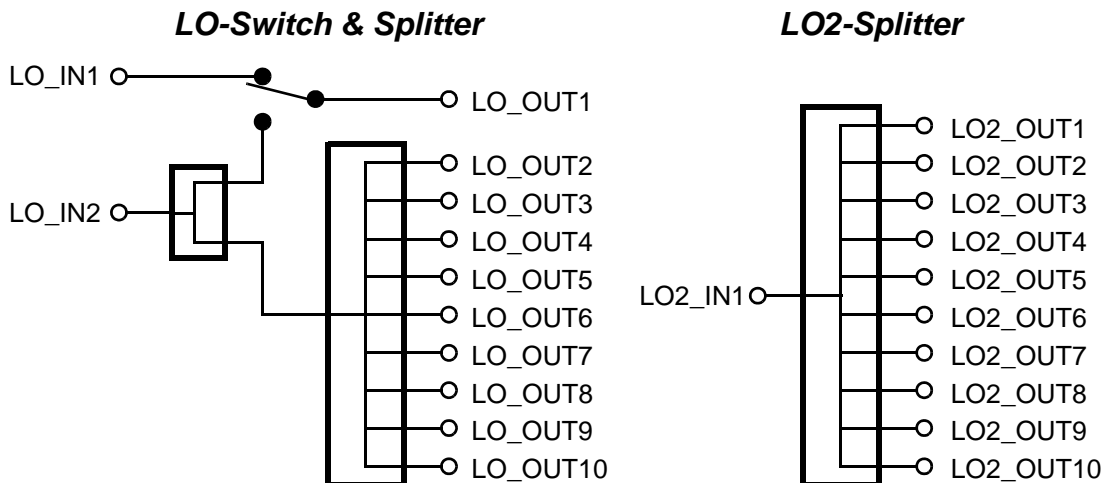 LO-Switch & Splitter
LO_IN1
LO_OUT1
LO_OUT2
LO_IN2
LO_OUT3
LO_OUT4
LO_OUT5
LO_OUT6
LO_OUT7
LO_OUT8
LO_OUT9
LO_OUT10
LO2-Splitter
LO2_IN1
LO2_OUT1
LO2_OUT2
LO2_OUT3
LO2_OUT4
LO2_OUT5
LO2_OUT6
LO2_OUT7
LO2_OUT8
LO2_OUT9
LO2_OUT10